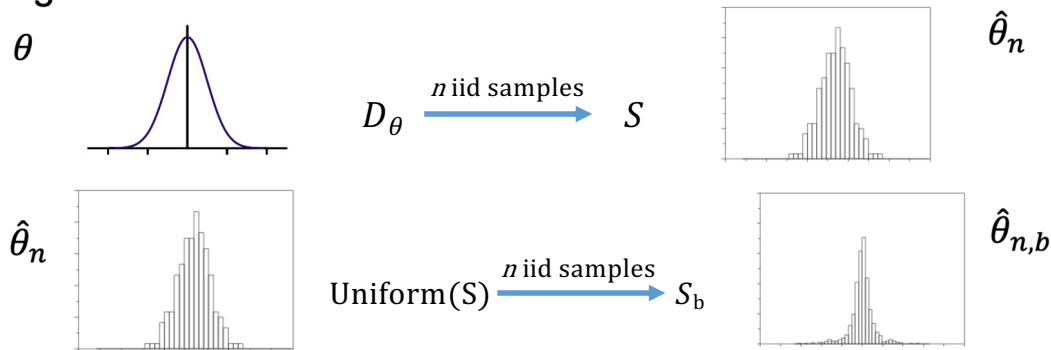 θ
n iid samples
D_θ
S
θ̂_n
θ̂_n
n iid samples
Uniform(S)
S_b
θ̂_{n,b}